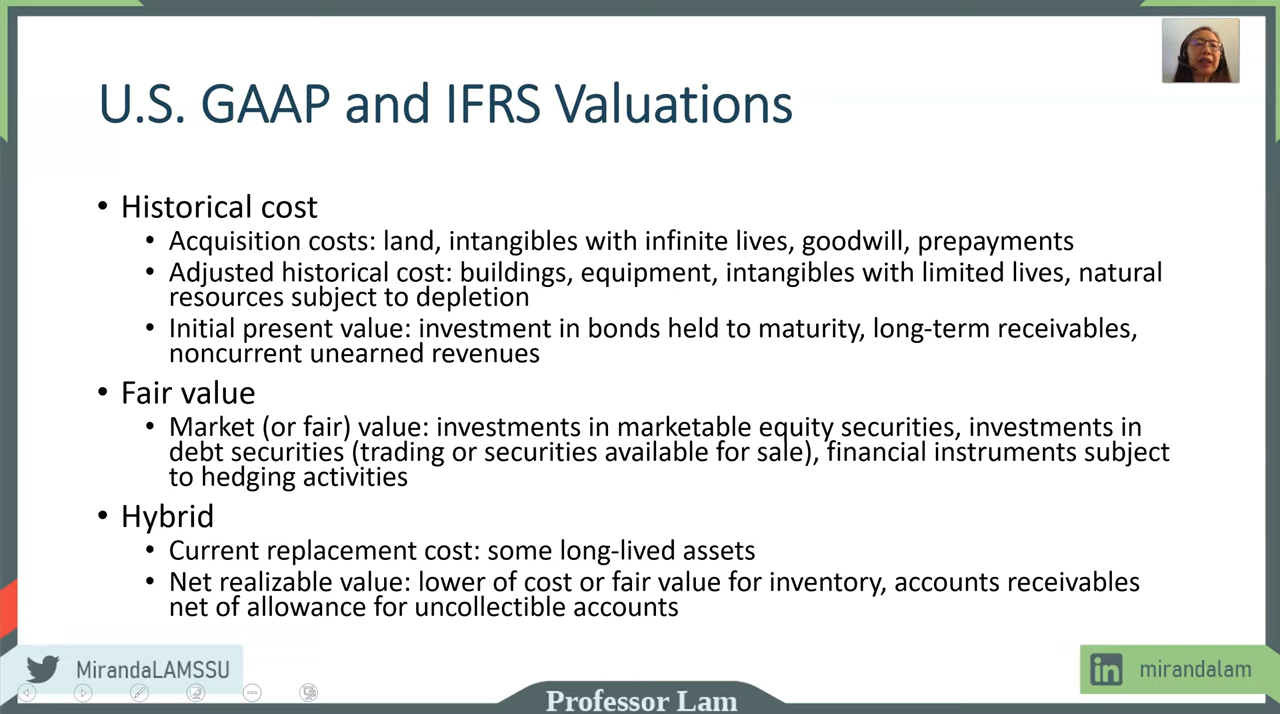 U.S. GAAP and IFRS Valuations
• Historical cost
• Acquisition costs: land, intangibles with infinite lives, goodwill, prepayments
• Adjusted historical cost: buildings, equipment, intangibles with limited lives, natural
resources subject to depletion
• Initial present value: investment in bonds held to maturity, long-term receivables,
noncurrent unearned revenues
• Fair value
• Market (or fair) value: investments in marketable equity securities, investments in
debt securities (trading or securities available for sale), financial instruments subject
to hedging activities
• Hybrid
• Current replacement cost: some long-lived assets
• Net realizable value: lower of cost or fair value for inventory, accounts receivables
net of allowance for uncollectible accounts
MirandaLAMSSU
in mirandalam
Professor Lam